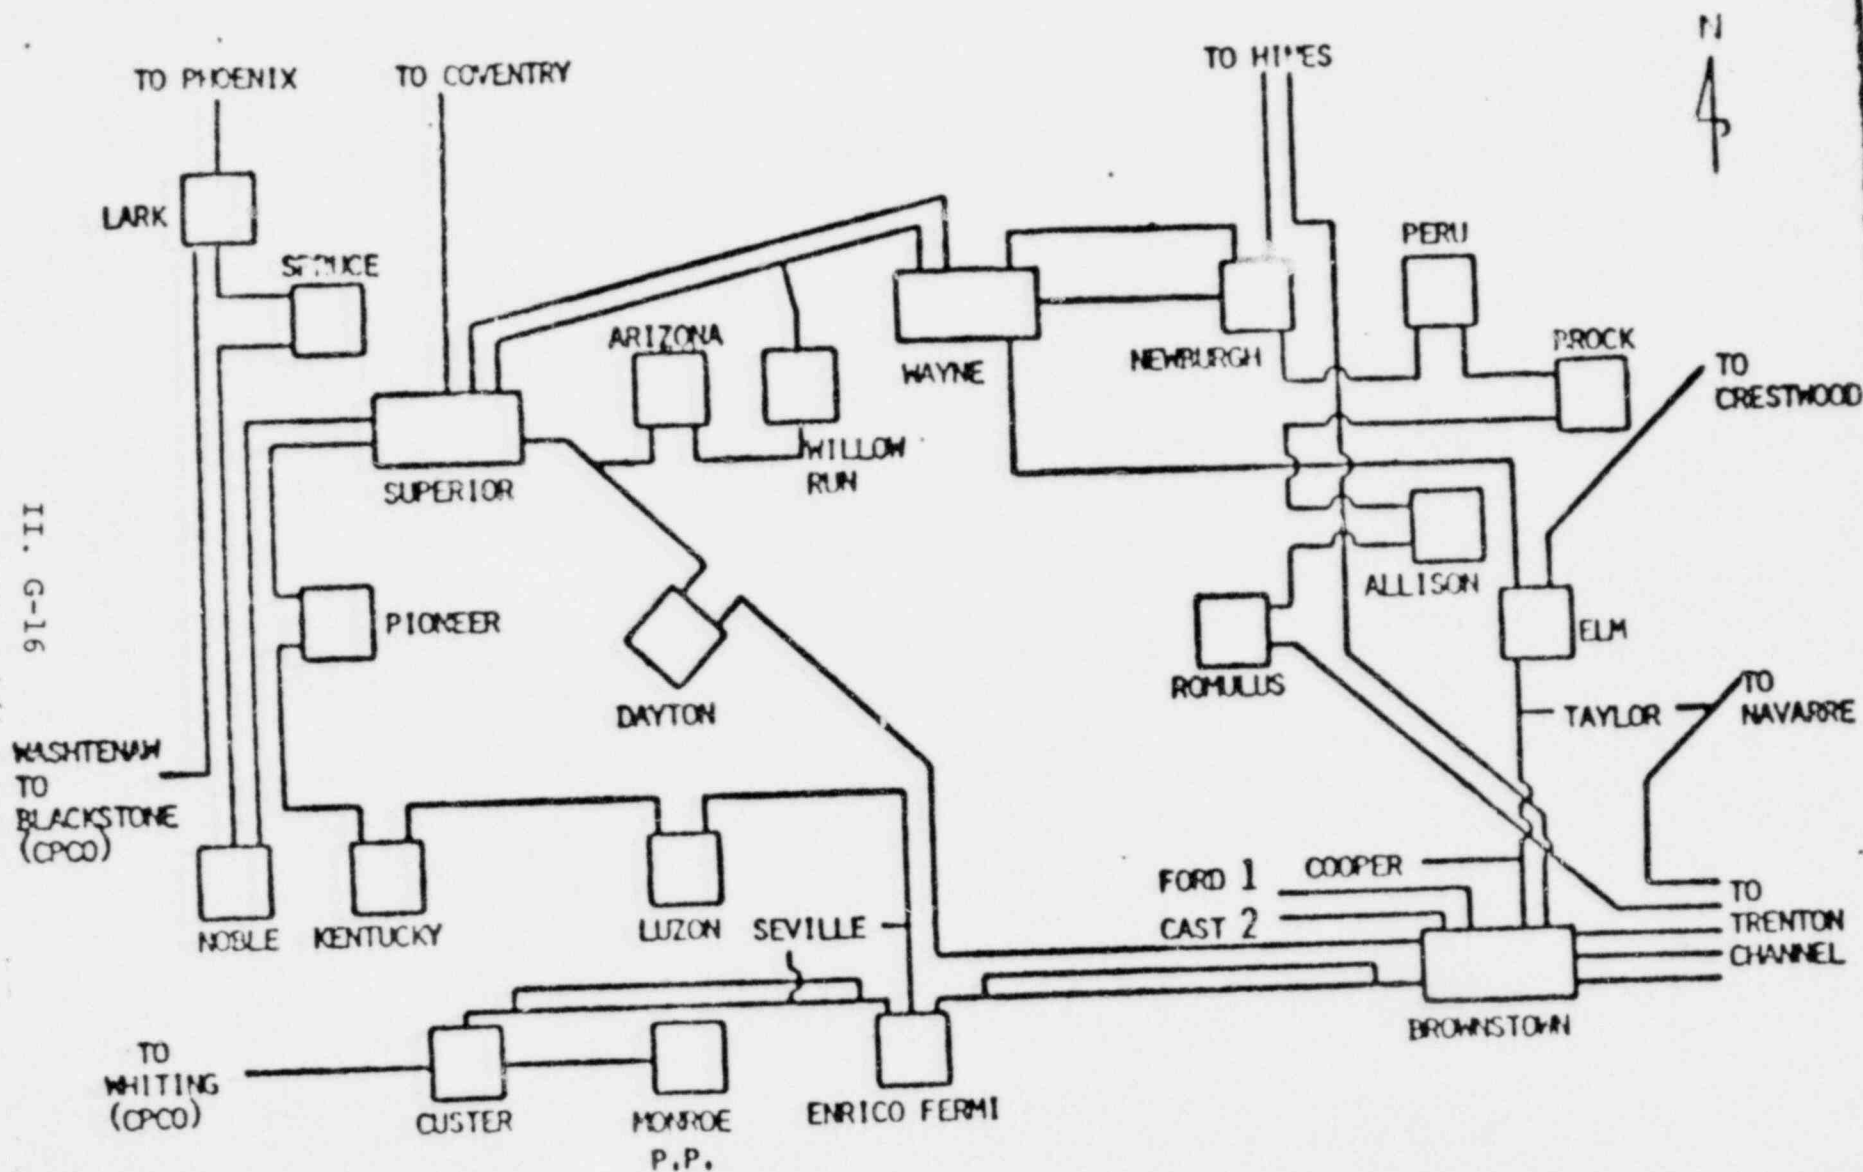 N
TO PHOENIX
TO COVENTRY
TO HINES
LARK
SPRUCE
PERU
ARIZONA
WAYNE
NEWBURGH
BROCK
TO
CRESTWOOD
WILLOW
RUN
SUPERIOR
ALLISON
PIONEER
ELM
ROMULUS
DAYTON
TAYLOR
TO
NAVARRE
WASHTENAW
TO
BLACKSTONE
(CPCO)
FORD 1
COOPER
CAST 2
TO
TRENTON
CHANNEL
NOBLE
KENTUCKY
LUZON
SEVILLE
BROWNSTOWN
TO
WHITING
(CPCO)
CUSTER
MONROE
P.P.
ENRICO FERMI
II. G-16